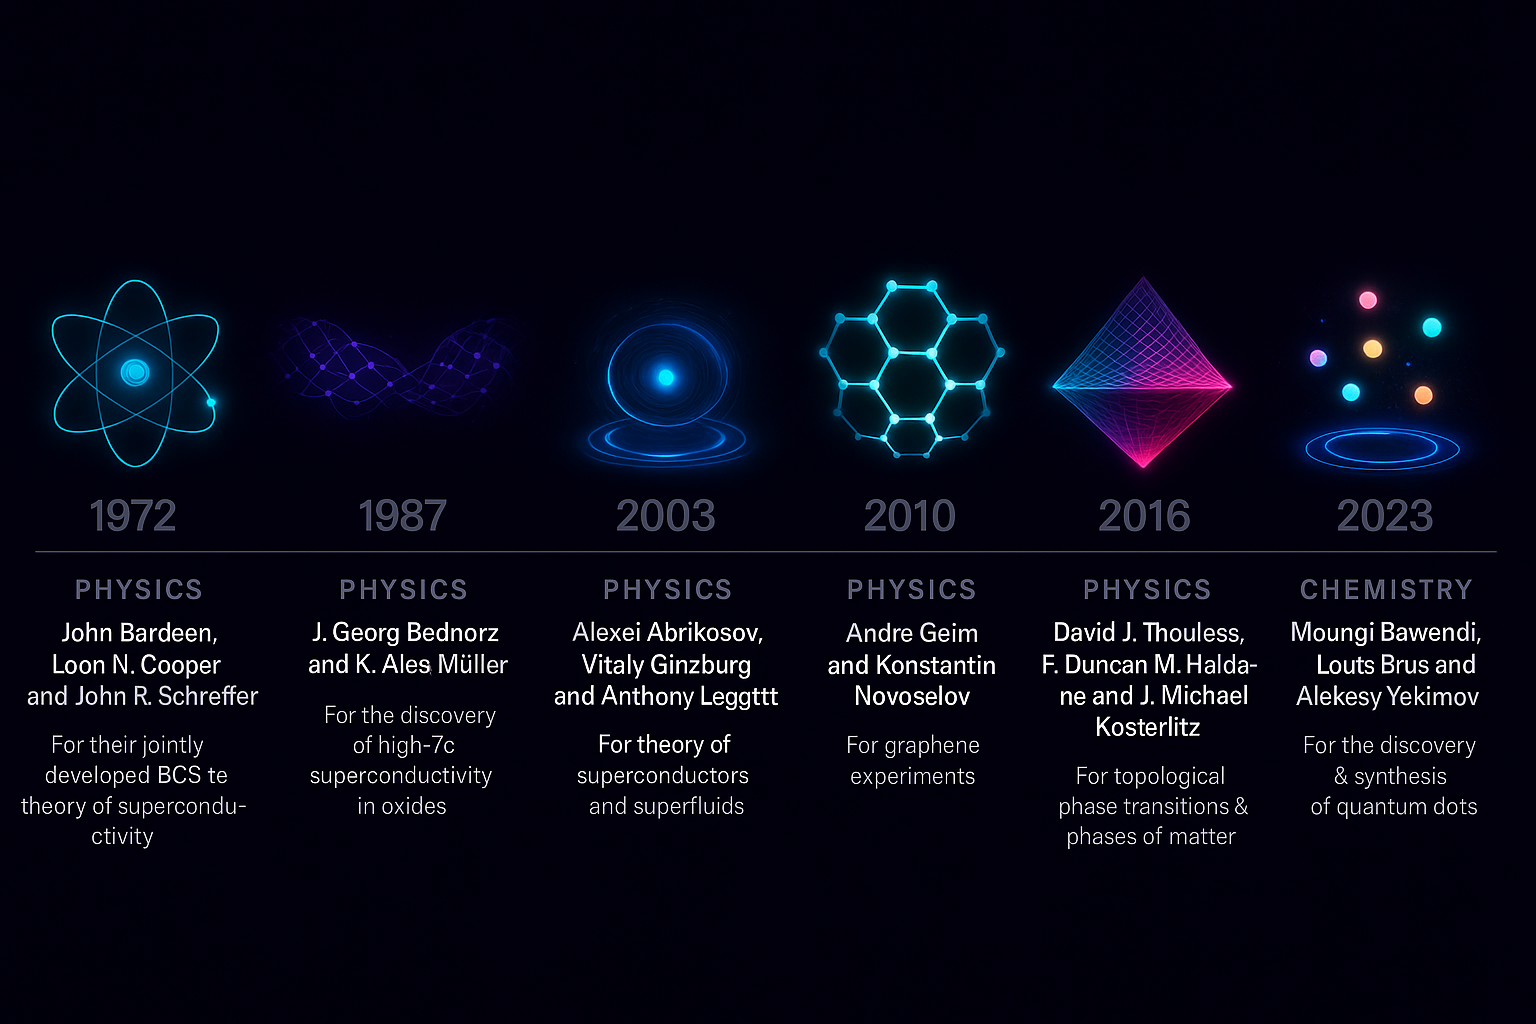 1972
1987
2003
2010
2016
2023
PHYSICS
John Bardeen,
Loon N. Cooper
and John R. Schreffer
For their jointly
developed BCS te
theory of supercondu-
ctivity
PHYSICS
J. Georg Bednorz
and K. Ales Müller
For the discovery
of high-7c
superconductivity
in oxides
PHYSICS
Alexei Abrikosov,
Vitaly Ginzburg
and Anthony Leggttt
For theory of
superconductors
and superfluids
PHYSICS
Andre Geim
and Konstantin
Novoselov
For graphene
experiments
PHYSICS
David J. Thouless,
F. Duncan M. Halda-
ne and J. Michael
Kosterlitz
For topological
phase transitions &
phases of matter
CHEMISTRY
Moungi Bawendi,
Louts Brus and
Alekesy Yekimov
For the discovery
& synthesis
of quantum dots